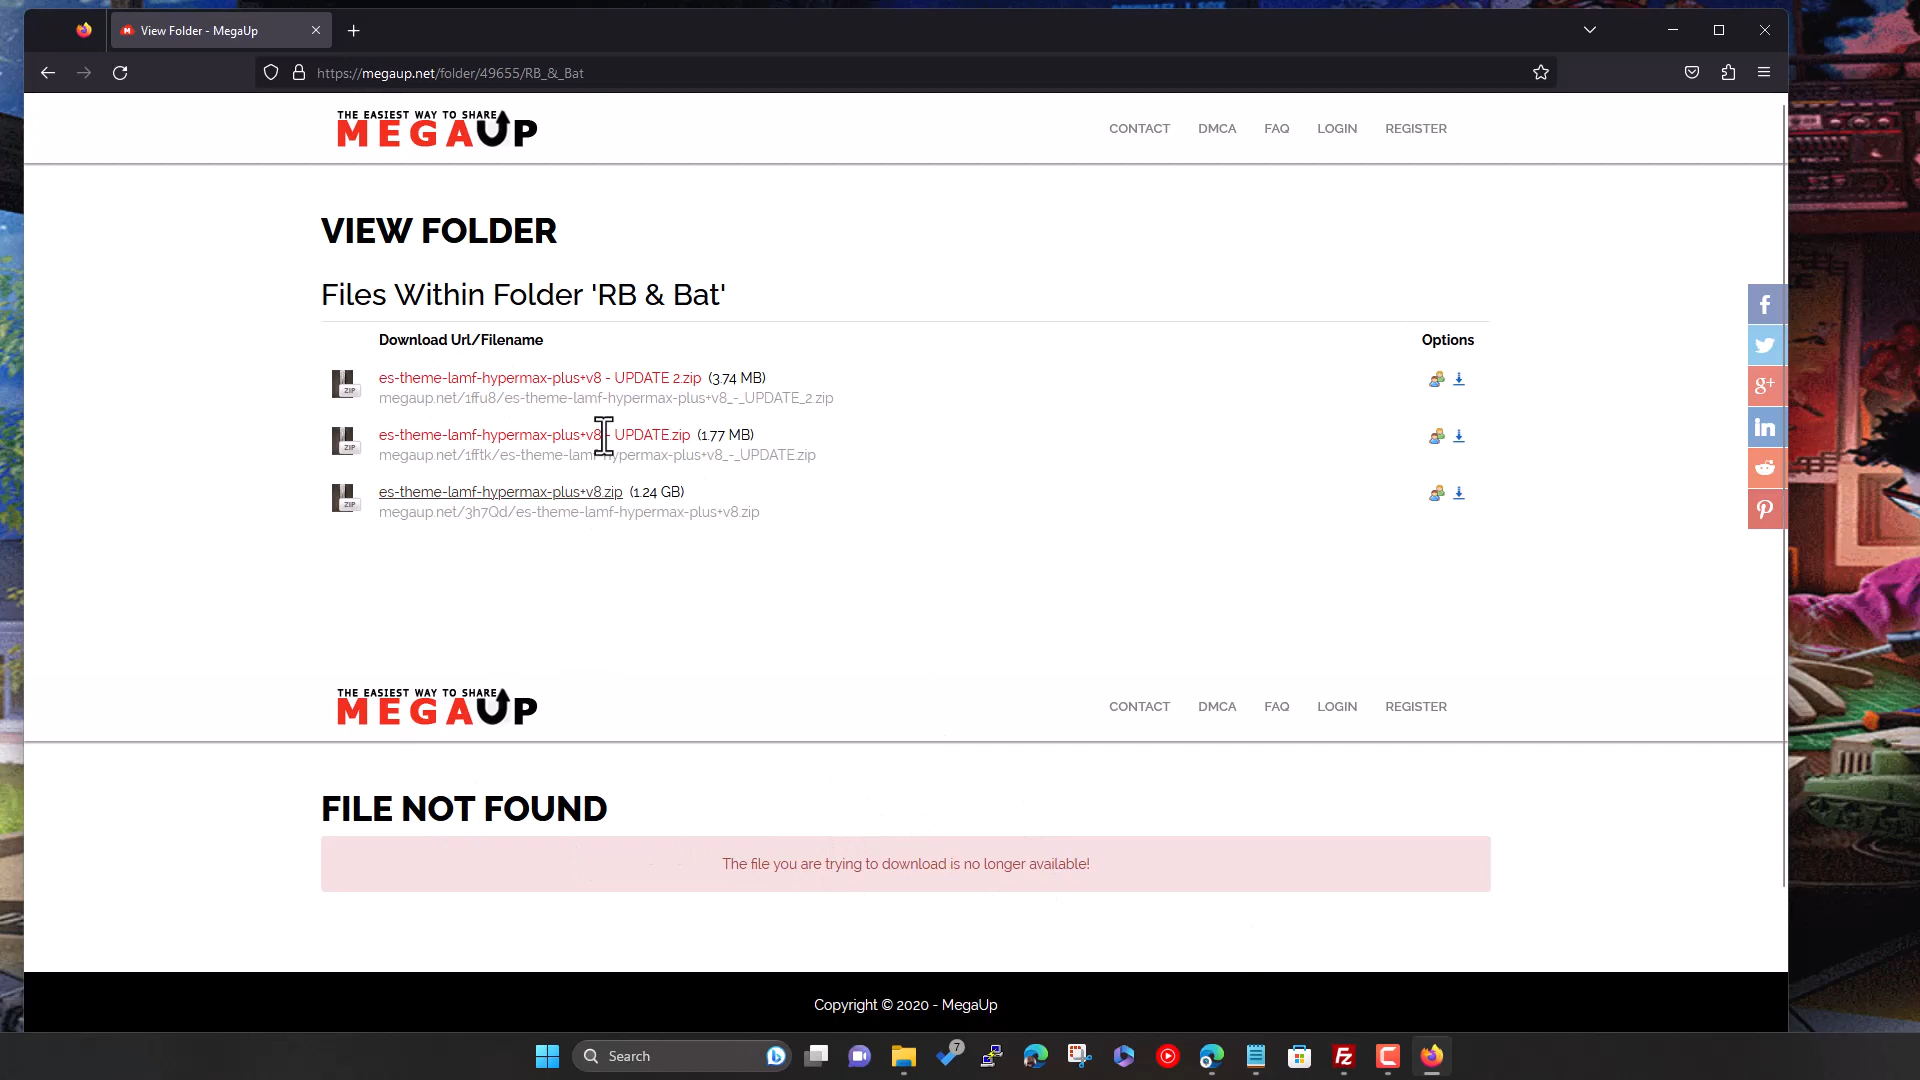 View Folder - MegaUp
https://megaup.net/folder/49655/RB_&_Bat
THE EASIEST WAY TO SHARE
MEGAUP
CONTACT DMCA FAQ LOGIN REGISTER
VIEW FOLDER
Files Within Folder 'RB & Bat'
Download Url/Filename Options
es-theme-lamf-hypermax-plus+v8 - UPDATE 2.zip (3.74 MB)
megaup.net/1ffu8/es-theme-lamf-hypermax-plus+v8_-_UPDATE_2.zip
es-theme-lamf-hypermax-plus+v8 - UPDATE.zip (1.77 MB)
megaup.net/1fftk/es-theme-lamf-hypermax-plus+v8_-_UPDATE.zip
es-theme-lamf-hypermax-plus+v8.zip (1.24 GB)
megaup.net/3h7Qd/es-theme-lamf-hypermax-plus+v8.zip
THE EASIEST WAY TO SHARE
MEGAUP
CONTACT DMCA FAQ LOGIN REGISTER
FILE NOT FOUND
The file you are trying to download is no longer available!
Copyright © 2020 - MegaUp
Search
7